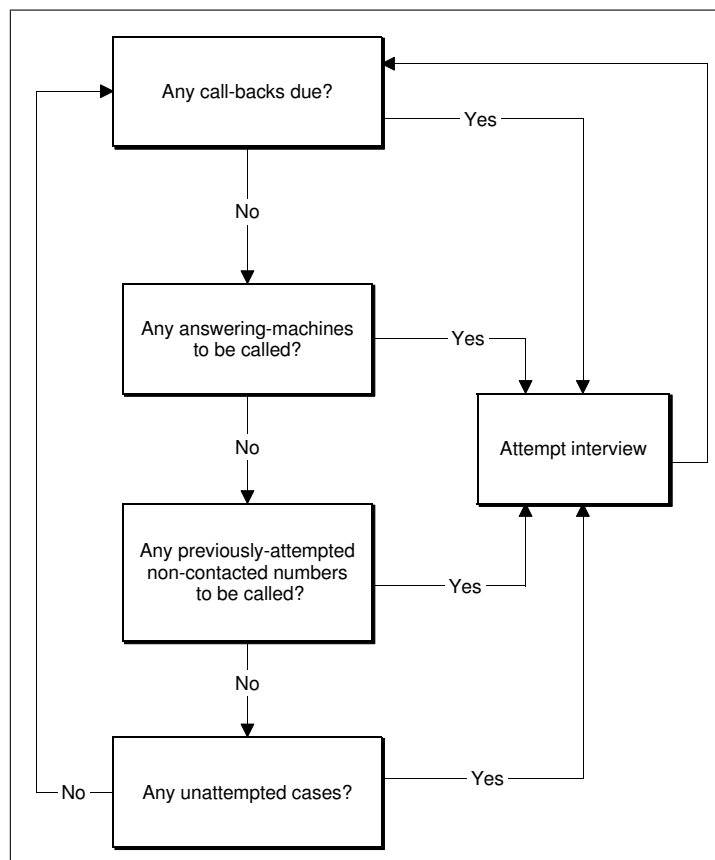 Any call-backs due?
Yes
No
Any answering-machines
to be called?
Yes
Attempt interview
No
Any previously-attempted
non-contacted numbers
to be called?
Yes
No
Any unattempted cases?
Yes
No